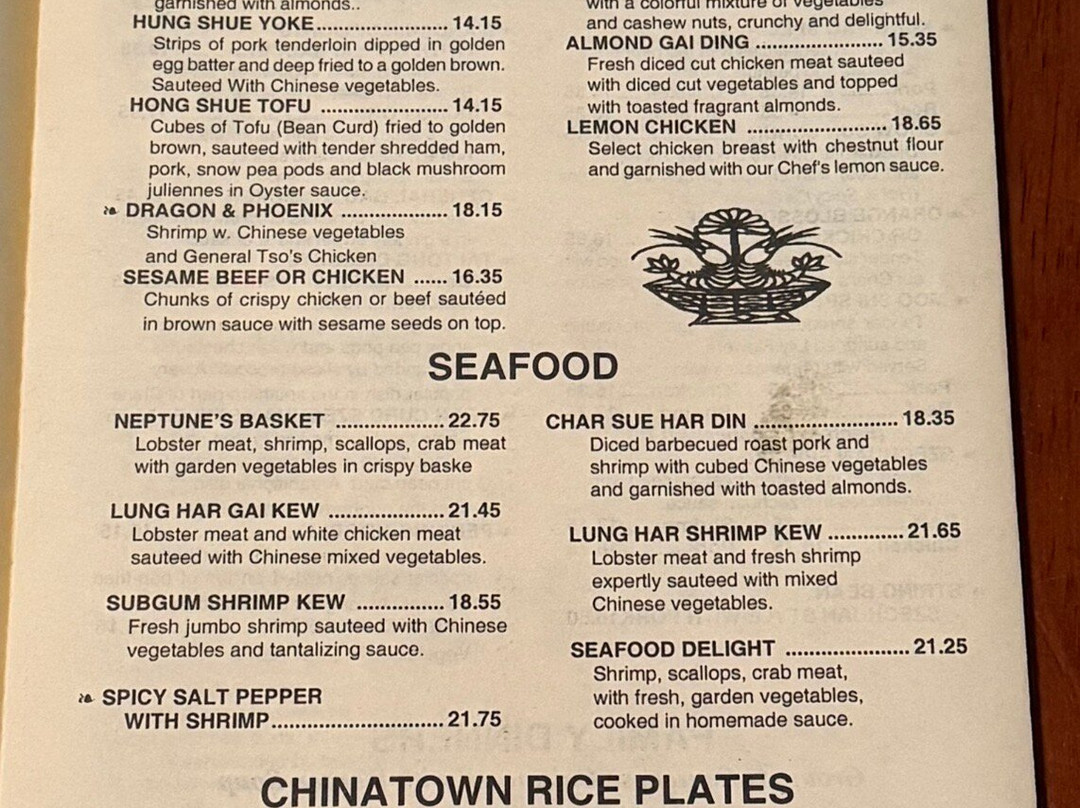 garnished with almonds..
HUNG SHUE YOKE................... 14.15
Strips of pork tenderloin dipped in golden
egg batter and deep fried to a golden brown.
Sauteed With Chinese vegetables.
HONG SHUE TOFU ...................... 14.15
Cubes of Tofu (Bean Curd) fried to golden
brown, sauteed with tender shredded ham,
pork, snow pea pods and black mushroom
juliennes in Oyster sauce.
DRAGON & PHOENIX ................... 18.15
Shrimp w. Chinese vegetables
and General Tso's Chicken
SESAME BEEF OR CHICKEN ...... 16.35
Chunks of crispy chicken or beef sautéed
in brown sauce with sesame seeds on top.
with a colorful mixture of vegetables
and cashew nuts, crunchy and delightful.
ALMOND GAI DING ...................... 15.35
Fresh diced cut chicken meat sauteed
with diced cut vegetables and topped
with toasted fragrant almonds.
LEMON CHICKEN ........................ 18.65
Select chicken breast with chestnut flour
and garnished with our Chef's lemon sauce.
SEAFOOD
NEPTUNE'S BASKET ................... 22.75
Lobster meat, shrimp, scallops, crab meat
with garden vegetables in crispy baske
LUNG HAR GAI KEW .................... 21.45
Lobster meat and white chicken meat
sauteed with Chinese mixed vegetables.
SUBGUM SHRIMP KEW ............... 18.55
Fresh jumbo shrimp sauteed with Chinese
vegetables and tantalizing sauce.
SPICY SALT PEPPER
WITH SHRIMP.............................. 21.75
CHAR SUE HAR DIN ......................... 18.35
Diced barbecued roast pork and
shrimp with cubed Chinese vegetables
and garnished with toasted almonds.
LUNG HAR SHRIMP KEW ............. 21.65
Lobster meat and fresh shrimp
expertly sauteed with mixed
Chinese vegetables.
SEAFOOD DELIGHT ...................... 21.25
Shrimp, scallops, crab meat,
with fresh, garden vegetables,
cooked in homemade sauce.
CHINATOWN RICE PLATES